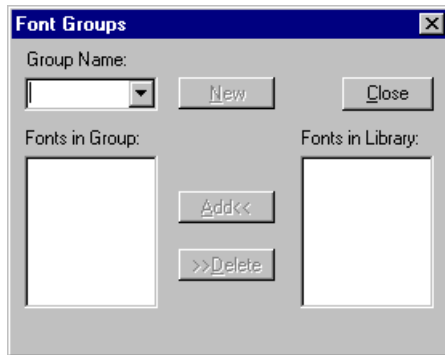 Font Groups
Group Name:
New
Close
Fonts in Group:
Fonts in Library:
Add<<
>>Delete